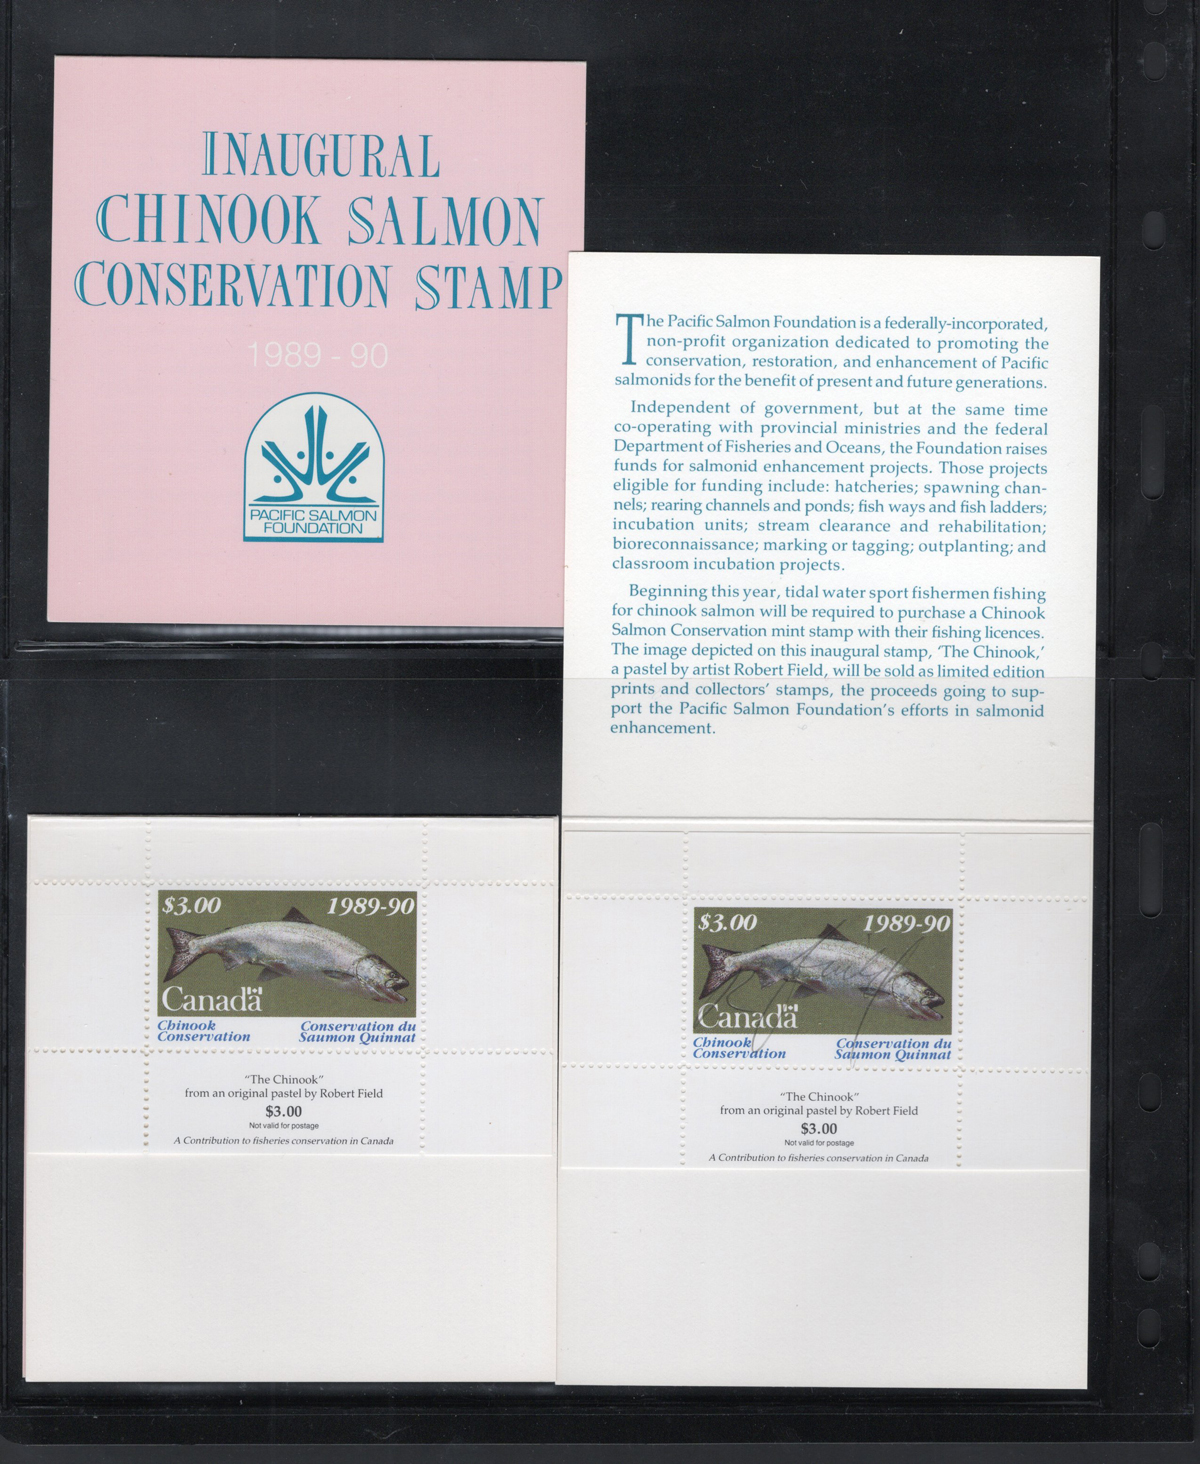 INAUGURAL
CHINOOK SALMON
CONSERVATION STAMP
1989 - 90
PACIFIC SALMON
FOUNDATION
The Pacific Salmon Foundation is a federally-incorporated,
non-profit organization dedicated to promoting the
conservation, restoration, and enhancement of Pacific
salmonids for the benefit of present and future generations.
Independent of government, but at the same time
co-operating with provincial ministries and the federal
Department of Fisheries and Oceans, the Foundation raises
funds for salmonid enhancement projects. Those projects
eligible for funding include: hatcheries; spawning chan-
nels; rearing channels and ponds; fish ways and fish ladders;
incubation units; stream clearance and rehabilitation;
bioreconnaissance; marking or tagging; outplanting; and
classroom incubation projects.
Beginning this year, tidal water sport fishermen fishing
for chinook salmon will be required to purchase a Chinook
Salmon Conservation mint stamp with their fishing licences.
The image depicted on this inaugural stamp, 'The Chinook,'
a pastel by artist Robert Field, will be sold as limited edition
prints and collectors' stamps, the proceeds going to sup-
port the Pacific Salmon Foundation's efforts in salmonid
enhancement.
$3.00 1989-90
Canada
Chinook Conservation du
Conservation Saumon Quinnat
"The Chinook"
from an original pastel by Robert Field
$3.00
Not valid for postage
A Contribution to fisheries conservation in Canada
$3.00 1989-90
Canada
Chinook Conservation du
Conservation Saumon Quinnat
"The Chinook"
from an original pastel by Robert Field
$3.00
Not valid for postage
A Contribution to fisheries conservation in Canada